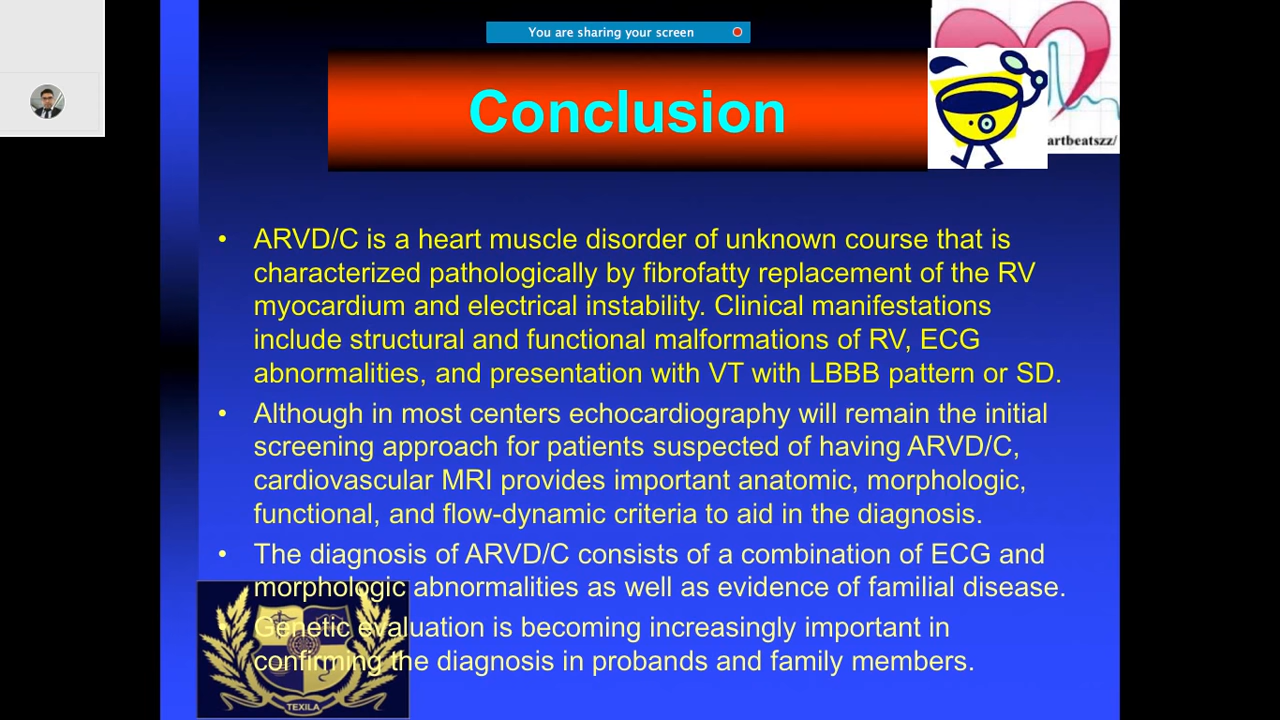 You are sharing your screen
Conclusion
artbeatszz/
• ARVD/C is a heart muscle disorder of unknown course that is
characterized pathologically by fibrofatty replacement of the RV
myocardium and electrical instability. Clinical manifestations
include structural and functional malformations of RV, ECG
abnormalities, and presentation with VT with LBBB pattern or SD.
• Although in most centers echocardiography will remain the initial
screening approach for patients suspected of having ARVD/C,
cardiovascular MRI provides important anatomic, morphologic,
functional, and flow-dynamic criteria to aid in the diagnosis.
• The diagnosis of ARVD/C consists of a combination of ECG and
morphologic abnormalities as well as evidence of familial disease.
• Genetic evaluation is becoming increasingly important in
confirming the diagnosis in probands and family members.
TEXILA